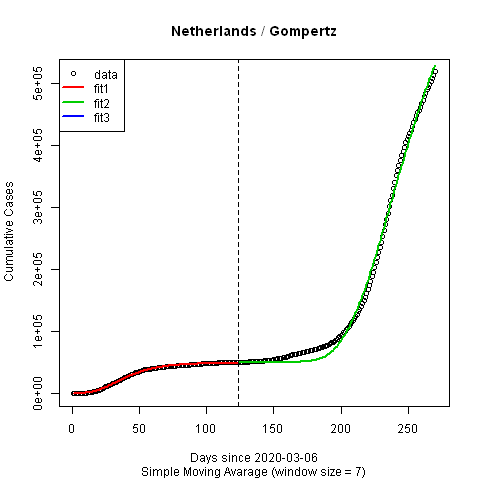 Netherlands / Gompertz
data
fit1
fit2
fit3
Cumulative Cases
5e+05
4e+05
3e+05
2e+05
1e+05
0e+00
0 50 100 150 200 250
Days since 2020-03-06
Simple Moving Avarage (window size = 7)